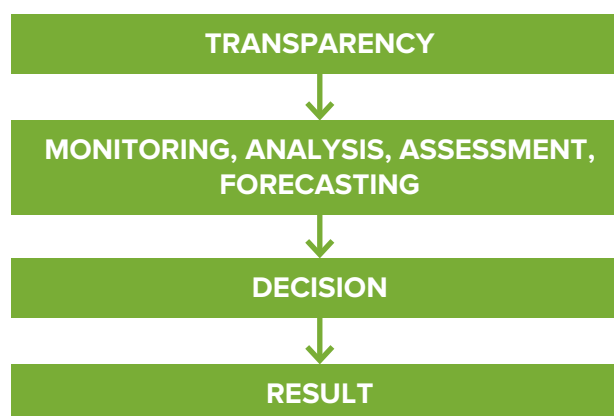 TRANSPARENCY
MONITORING, ANALYSIS, ASSESSMENT,
FORECASTING
DECISION
RESULT